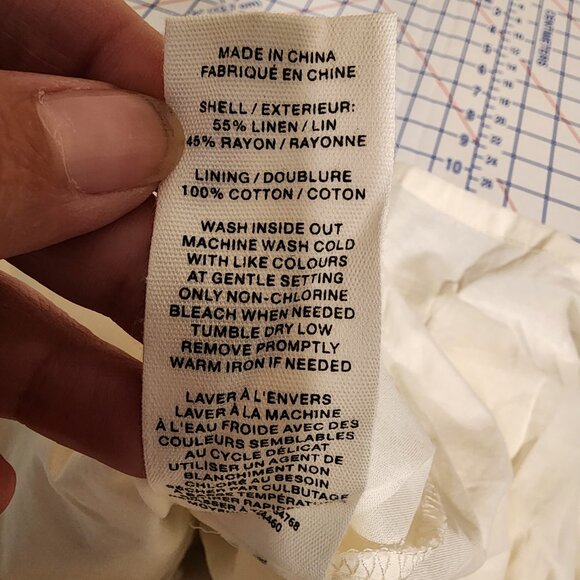 MADE IN CHINA
FABRIQUÉ EN CHINE
SHELL / EXTERIEUR:
55% LINEN / LIN
45% RAYON / RAYONNE
LINING / DOUBLURE
100% COTTON / COTON
WASH INSIDE OUT
MACHINE WASH COLD
WITH LIKE COLOURS
AT GENTLE SETTING
ONLY NON-CHLORINE
BLEACH WHEN NEEDED
TUMBLE DRY LOW
REMOVE PROMPTLY
WARM IRON IF NEEDED
LAVER À L'ENVERS
LAVER À LA MACHINE
À L'EAU FROIDE AVEC DES
COULEURS SEMBLABLES
AU CYCLE DÉLICAT
UTILISER UN AGENT DE
BLANCHIMENT NON
AU BESOIN
CULBUTAGE
10